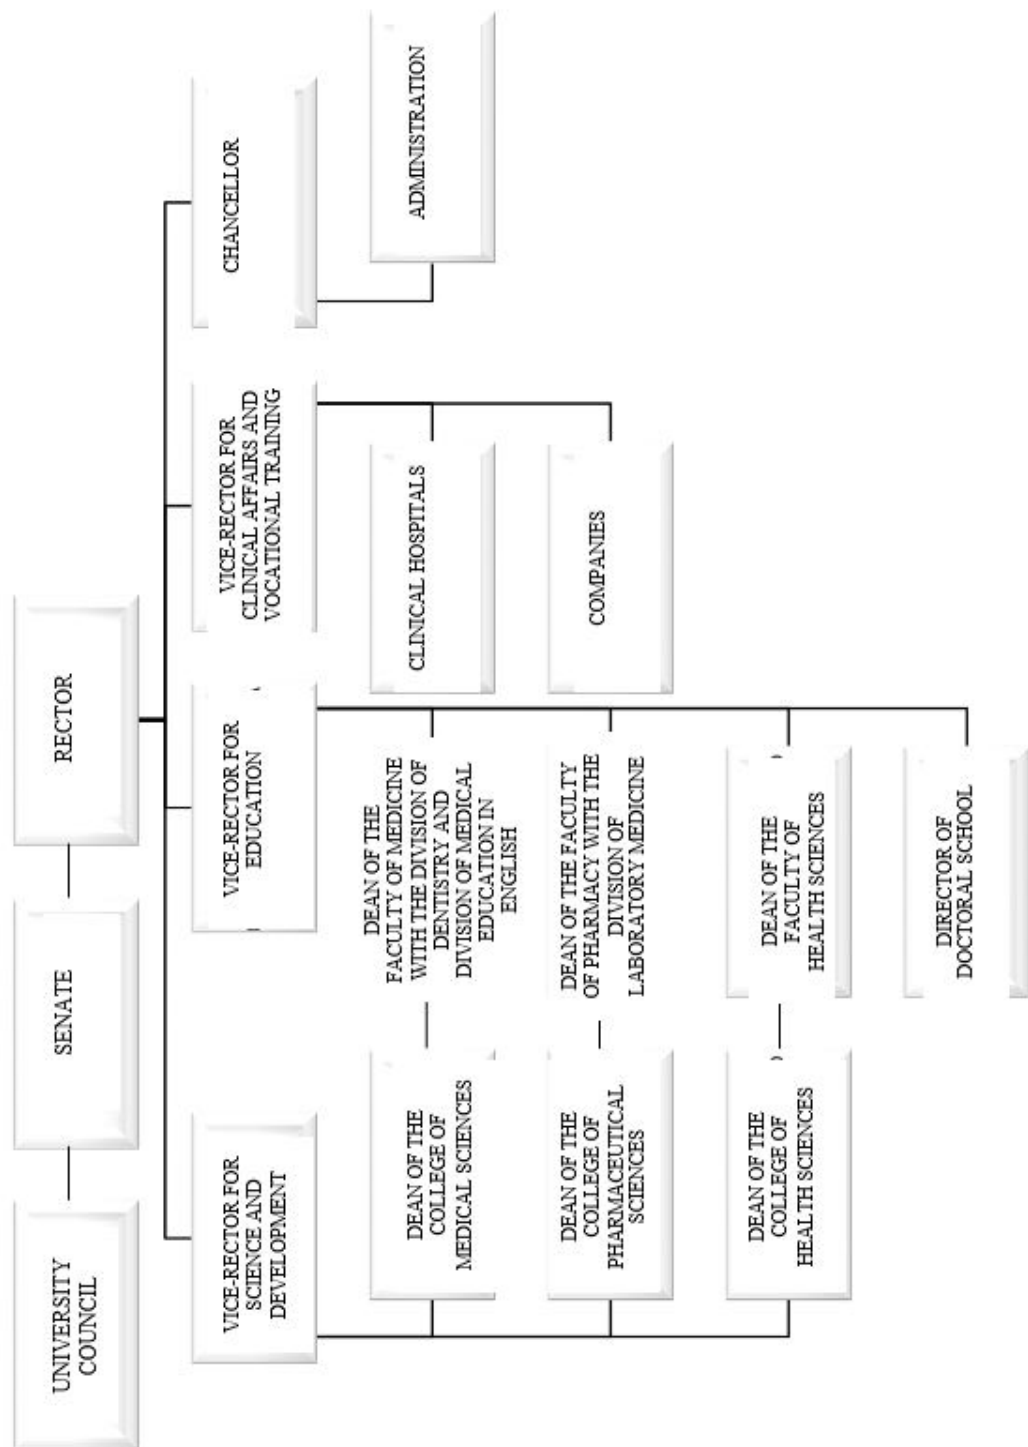 UNIVERSITY
COUNCIL
SENATE
RECTOR
VICE-RECTOR FOR
SCIENCE AND
DEVELOPMENT
VICE-RECTOR FOR
EDUCATION
VICE-RECTOR FOR
CLINICAL AFFAIRS AND
VOCATIONAL TRAINING
CHANCELLOR
DEAN OF THE
COLLEGE OF
MEDICAL SCIENCES
DEAN OF THE
FACULTY OF MEDICINE
WITH THE DIVISION OF
DENTISTRY AND
DIVISION OF MEDICAL
EDUCATION IN
ENGLISH
CLINICAL HOSPITALS
ADMINISTRATION
DEAN OF THE
COLLEGE OF
PHARMACEUTICAL
SCIENCES
DEAN OF THE FACULTY
OF PHARMACY WITH THE
DIVISION OF
LABORATORY MEDICINE
COMPANIES
DEAN OF THE
COLLEGE OF
HEALTH SCIENCES
DEAN OF THE
FACULTY OF
HEALTH SCIENCES
DIRECTOR OF
DOCTORAL SCHOOL